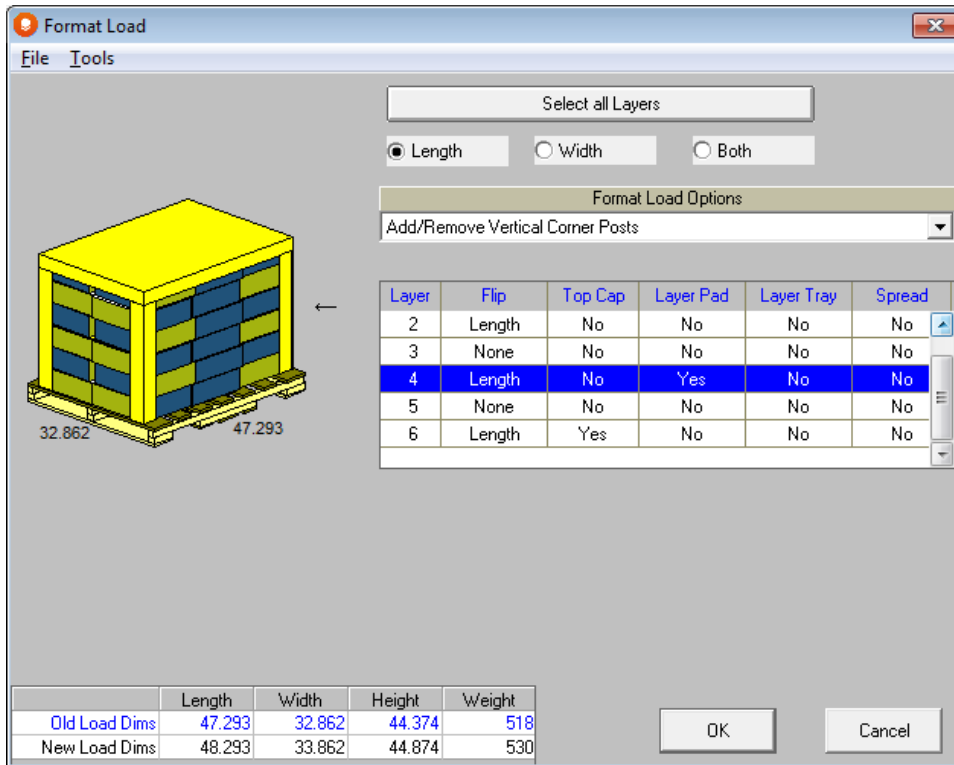 Format Load
File Tools
Select all Layers
Length Width Both
Format Load Options
Add/Remove Vertical Corner Posts
Layer Flip Top Cap Layer Pad Layer Tray Spread
2 Length No No No No
3 None No No No No
4 Length No Yes No No
5 None No No No No
6 Length Yes No No No
32.862 47.293
Length Width Height Weight
Old Load Dims 47.293 32.862 44.374 518
New Load Dims 48.293 33.862 44.874 530
OK Cancel